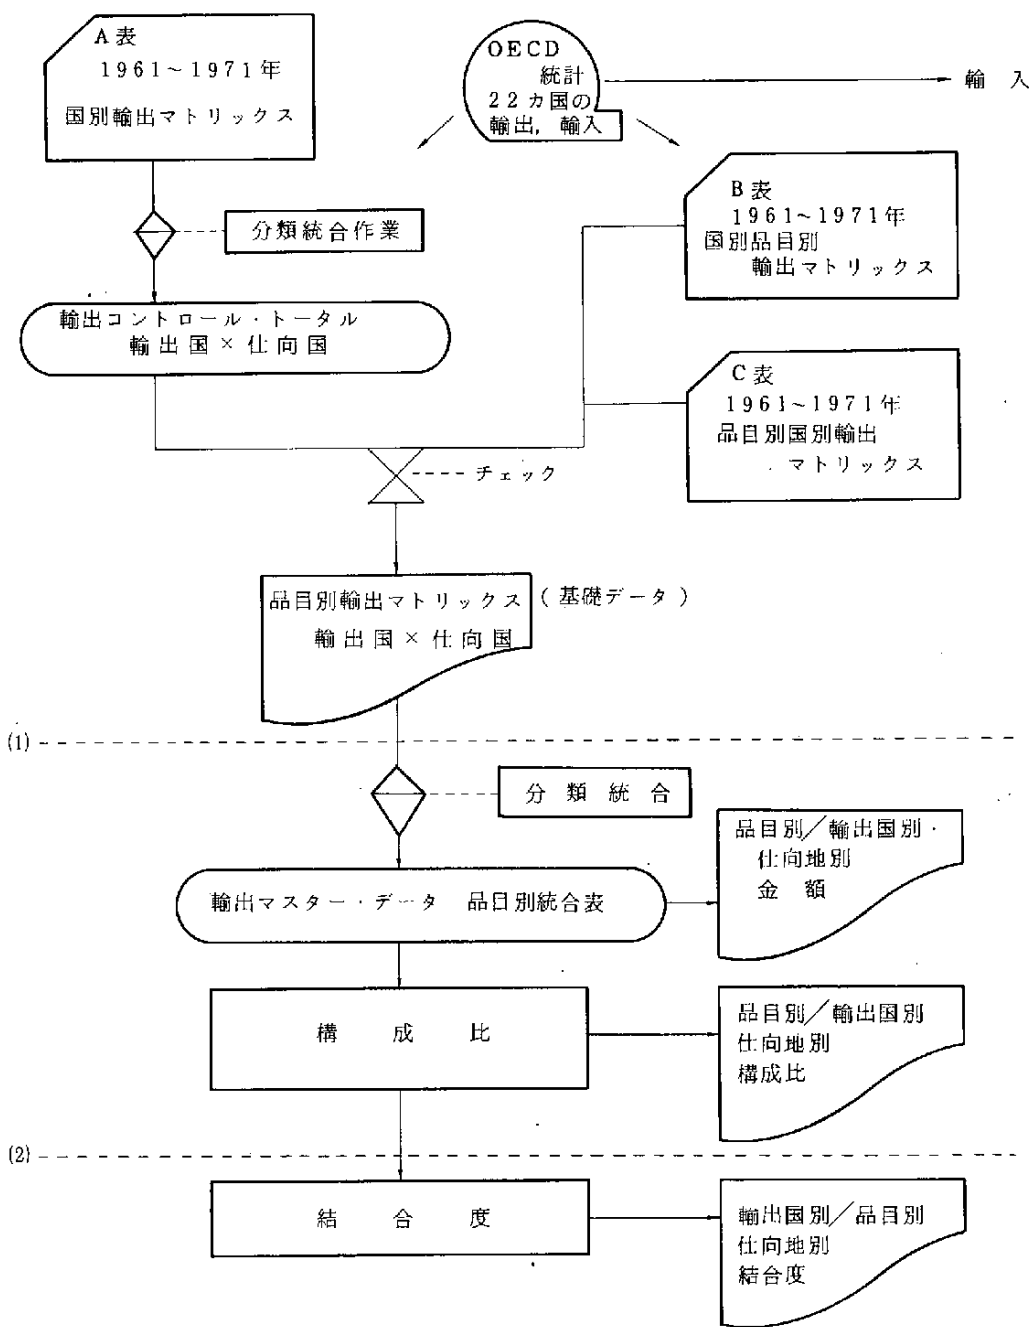 A表
1961~1971年
国別輸出マトリックス
OECD
統計
22カ国の
輸出,輸入
輸入
分類統合作業
B表
1961~1971年
国別品目別
輸出マトリックス
輸出コントロール・トータル
輸出国×仕向国
C表
1961~1971年
品目別国別輸出
マトリックス
チェック
品目別輸出マトリックス
(基礎データ)
輸出国×仕向国
(1)
分類統合
品目別/輸出国別・
仕向地別
金額
輸出マスター・データ 品目別統合表
構成比
品目別/輸出国別
仕向地別
構成比
(2)
結合度
輸出国別/品目別
仕向地別
結合度